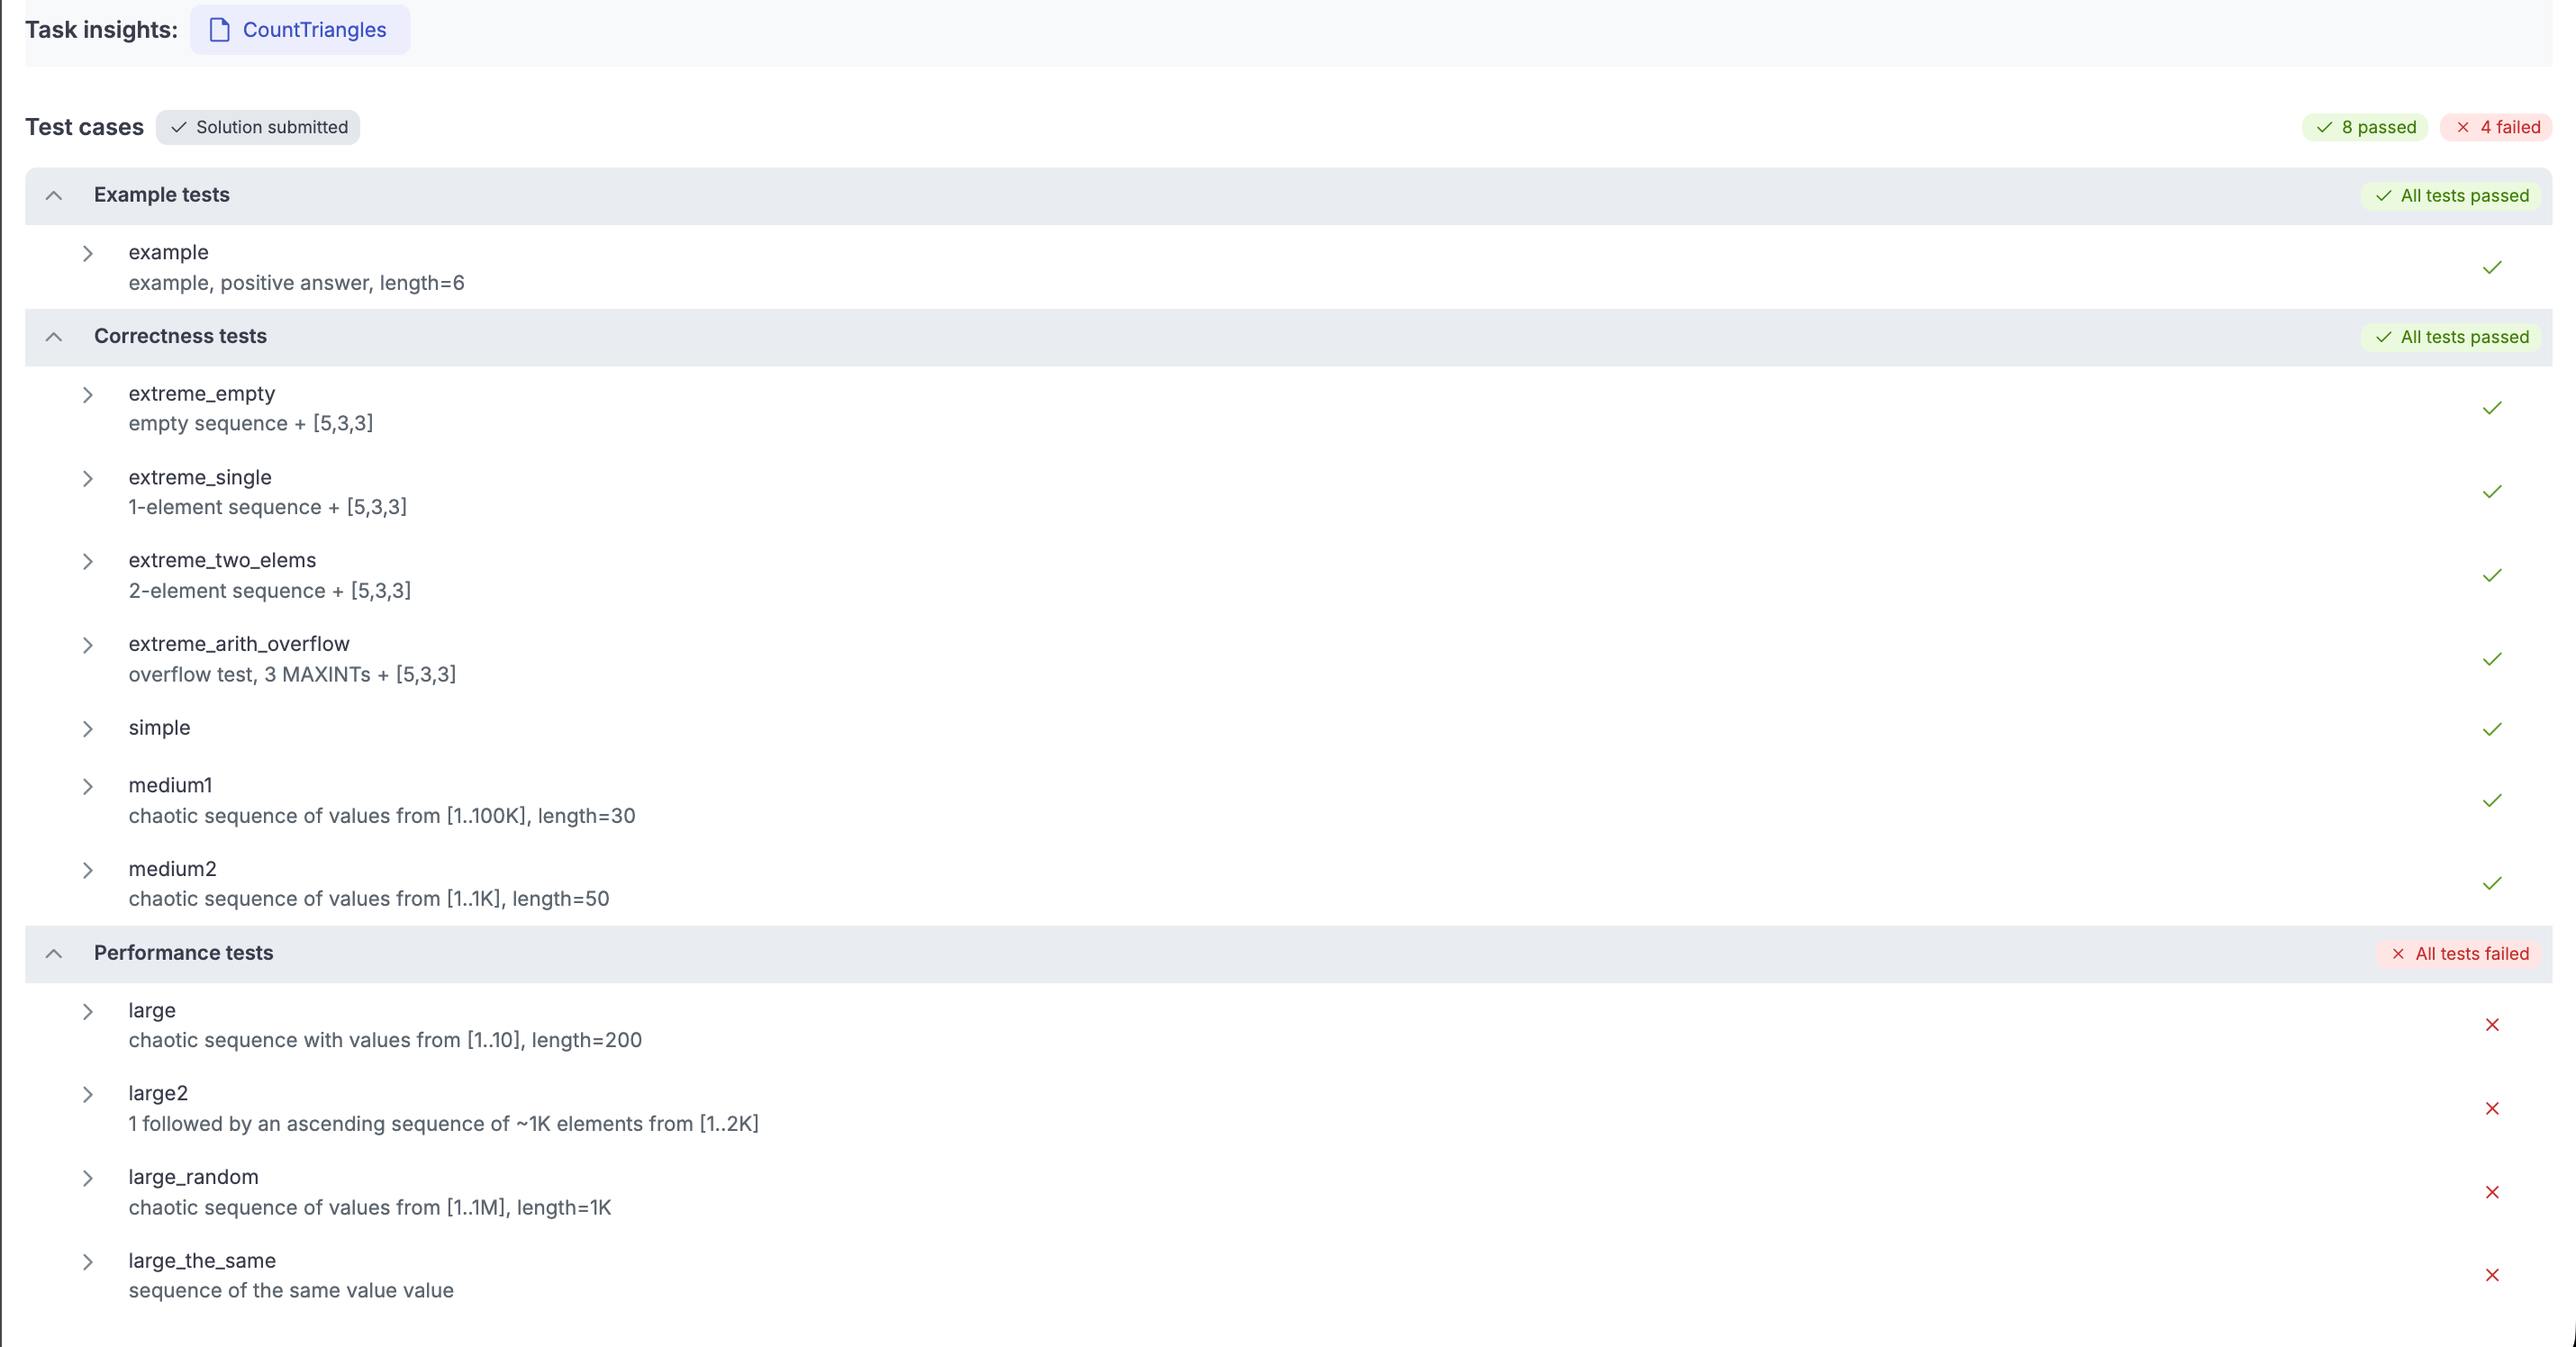 Task insights: CountTriangles
Test cases Solution submitted 8 passed 4 failed
Example tests All tests passed
example
example, positive answer, length=6
Correctness tests All tests passed
extreme_empty
empty sequence + [5,3,3]
extreme_single
1-element sequence + [5,3,3]
extreme_two_elems
2-element sequence + [5,3,3]
extreme_arith_overflow
overflow test, 3 MAXINTs + [5,3,3]
simple
medium1
chaotic sequence of values from [1..100K], length=30
medium2
chaotic sequence of values from [1..1K], length=50
Performance tests All tests failed
large
chaotic sequence with values from [1..10], length=200
large2
1 followed by an ascending sequence of ~1K elements from [1..2K]
large_random
chaotic sequence of values from [1..1M], length=1K
large_the_same
sequence of the same value value